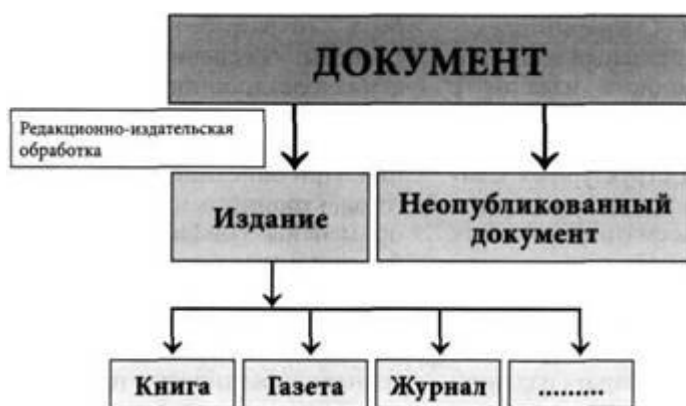 ДОКУМЕНТ
Редакционно-издательская
обработка
Издание
Неопубликованный
документ
Книга
Газета
Журнал
.........